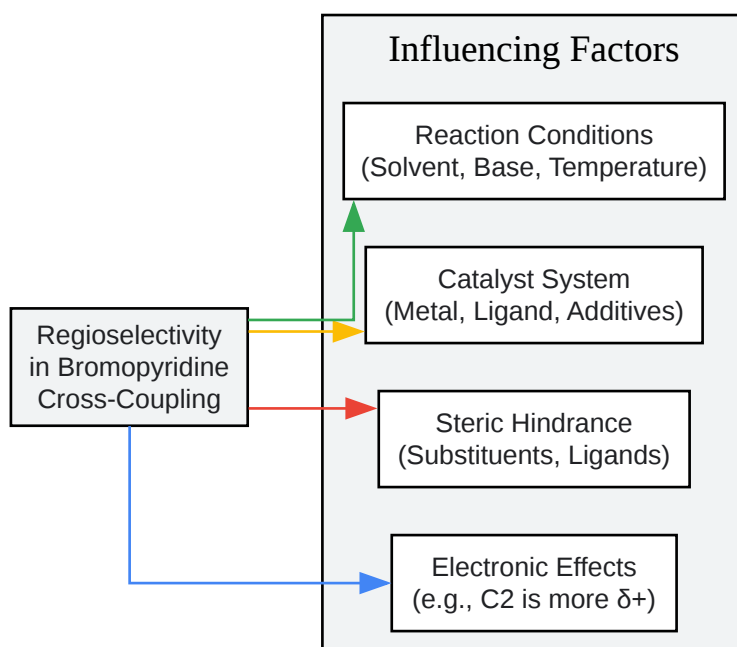 Influencing Factors
Reaction Conditions
(Solvent, Base, Temperature)
Catalyst System
(Metal, Ligand, Additives)
Regioselectivity
in Bromopyridine
Cross-Coupling
Steric Hindrance
(Substituents, Ligands)
Electronic Effects
(e.g., C2 is more δ+)